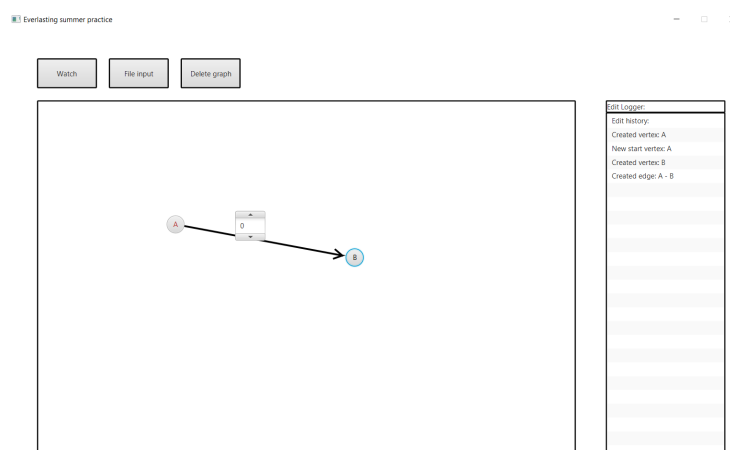 Everlasting summer practice
Watch
File input
Delete graph
Edit Logger:
Edit history:
Created vertex: A
New start vertex: A
Created vertex: B
Created edge: A - B
A
0
B